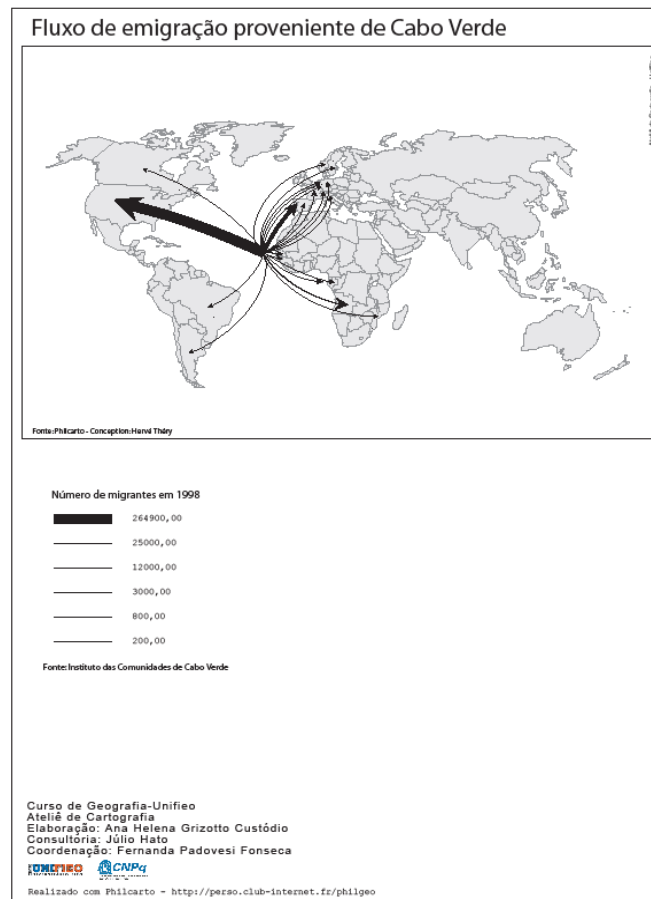 Fluxo de emigração proveniente de Cabo Verde
Fonte: Philcarto - Conception: Hervé Théry
Número de migrantes em 1998
264900,00
25000,00
12000,00
3000,00
800,00
200,00
Fonte: Instituto das Comunidades de Cabo Verde
Curso de Geografia-Unifieo
Ateliê de Cartografia
Elaboração: Ana Helena Grizotto Custódio
Consultoria: Júlio Hato
Coordenação: Fernanda Padovesi Fonseca
UNIFIEO
CNPq
Realizado com Philcarto - http://perso.club-internet.fr/philgeo